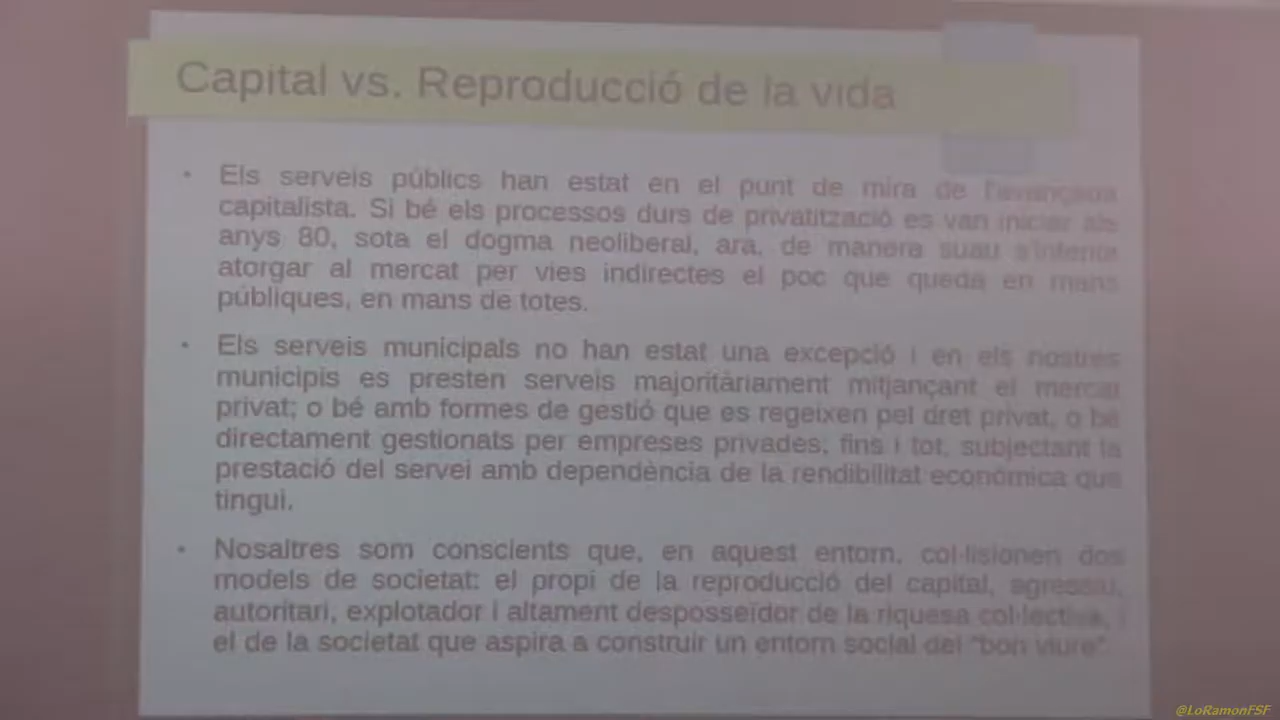 Capital vs. Reproducció de la vida
• Els serveis públics han estat en el punt de mira de l'avançada
capitalista. Si bé els processos durs de privatització es van iniciar als
anys 80, sota el dogma neoliberal, ara, de manera suau s'intenta
atorgar al mercat per vies indirectes el poc que queda en mans
públiques, en mans de totes.
• Els serveis municipals no han estat una excepció i en els nostres
municipis es presten serveis majoritàriament mitjançant el mercat
privat; o bé amb formes de gestió que es regeixen pel dret privat, o bé
directament gestionats per empreses privades, fins i tot, subjectant la
prestació del servei amb dependència de la rendibilitat econòmica que
tingui.
• Nosaltres som conscients que, en aquest entorn, col·lisionen dos
models de societat: el propi de la reproducció del capital, agressiu,
autoritari, explotador i altament desposseïdor de la riquesa col·lectiva, i
el de la societat que aspira a construir un entorn social del "bon viure".
@LoRamonFSF